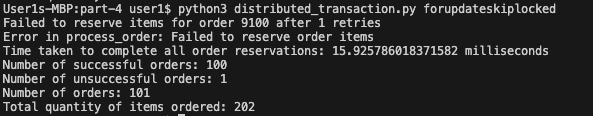 User1s-MBP:part-4 user1$ python3 distributed_transaction.py forupdateskiplocked
Failed to reserve items for order 9100 after 1 retries
Error in process_order: Failed to reserve order items
Time taken to complete all order reservations: 15.925786018371582 milliseconds
Number of successful orders: 100
Number of unsuccessful orders: 1
Number of orders: 101
Total quantity of items ordered: 202